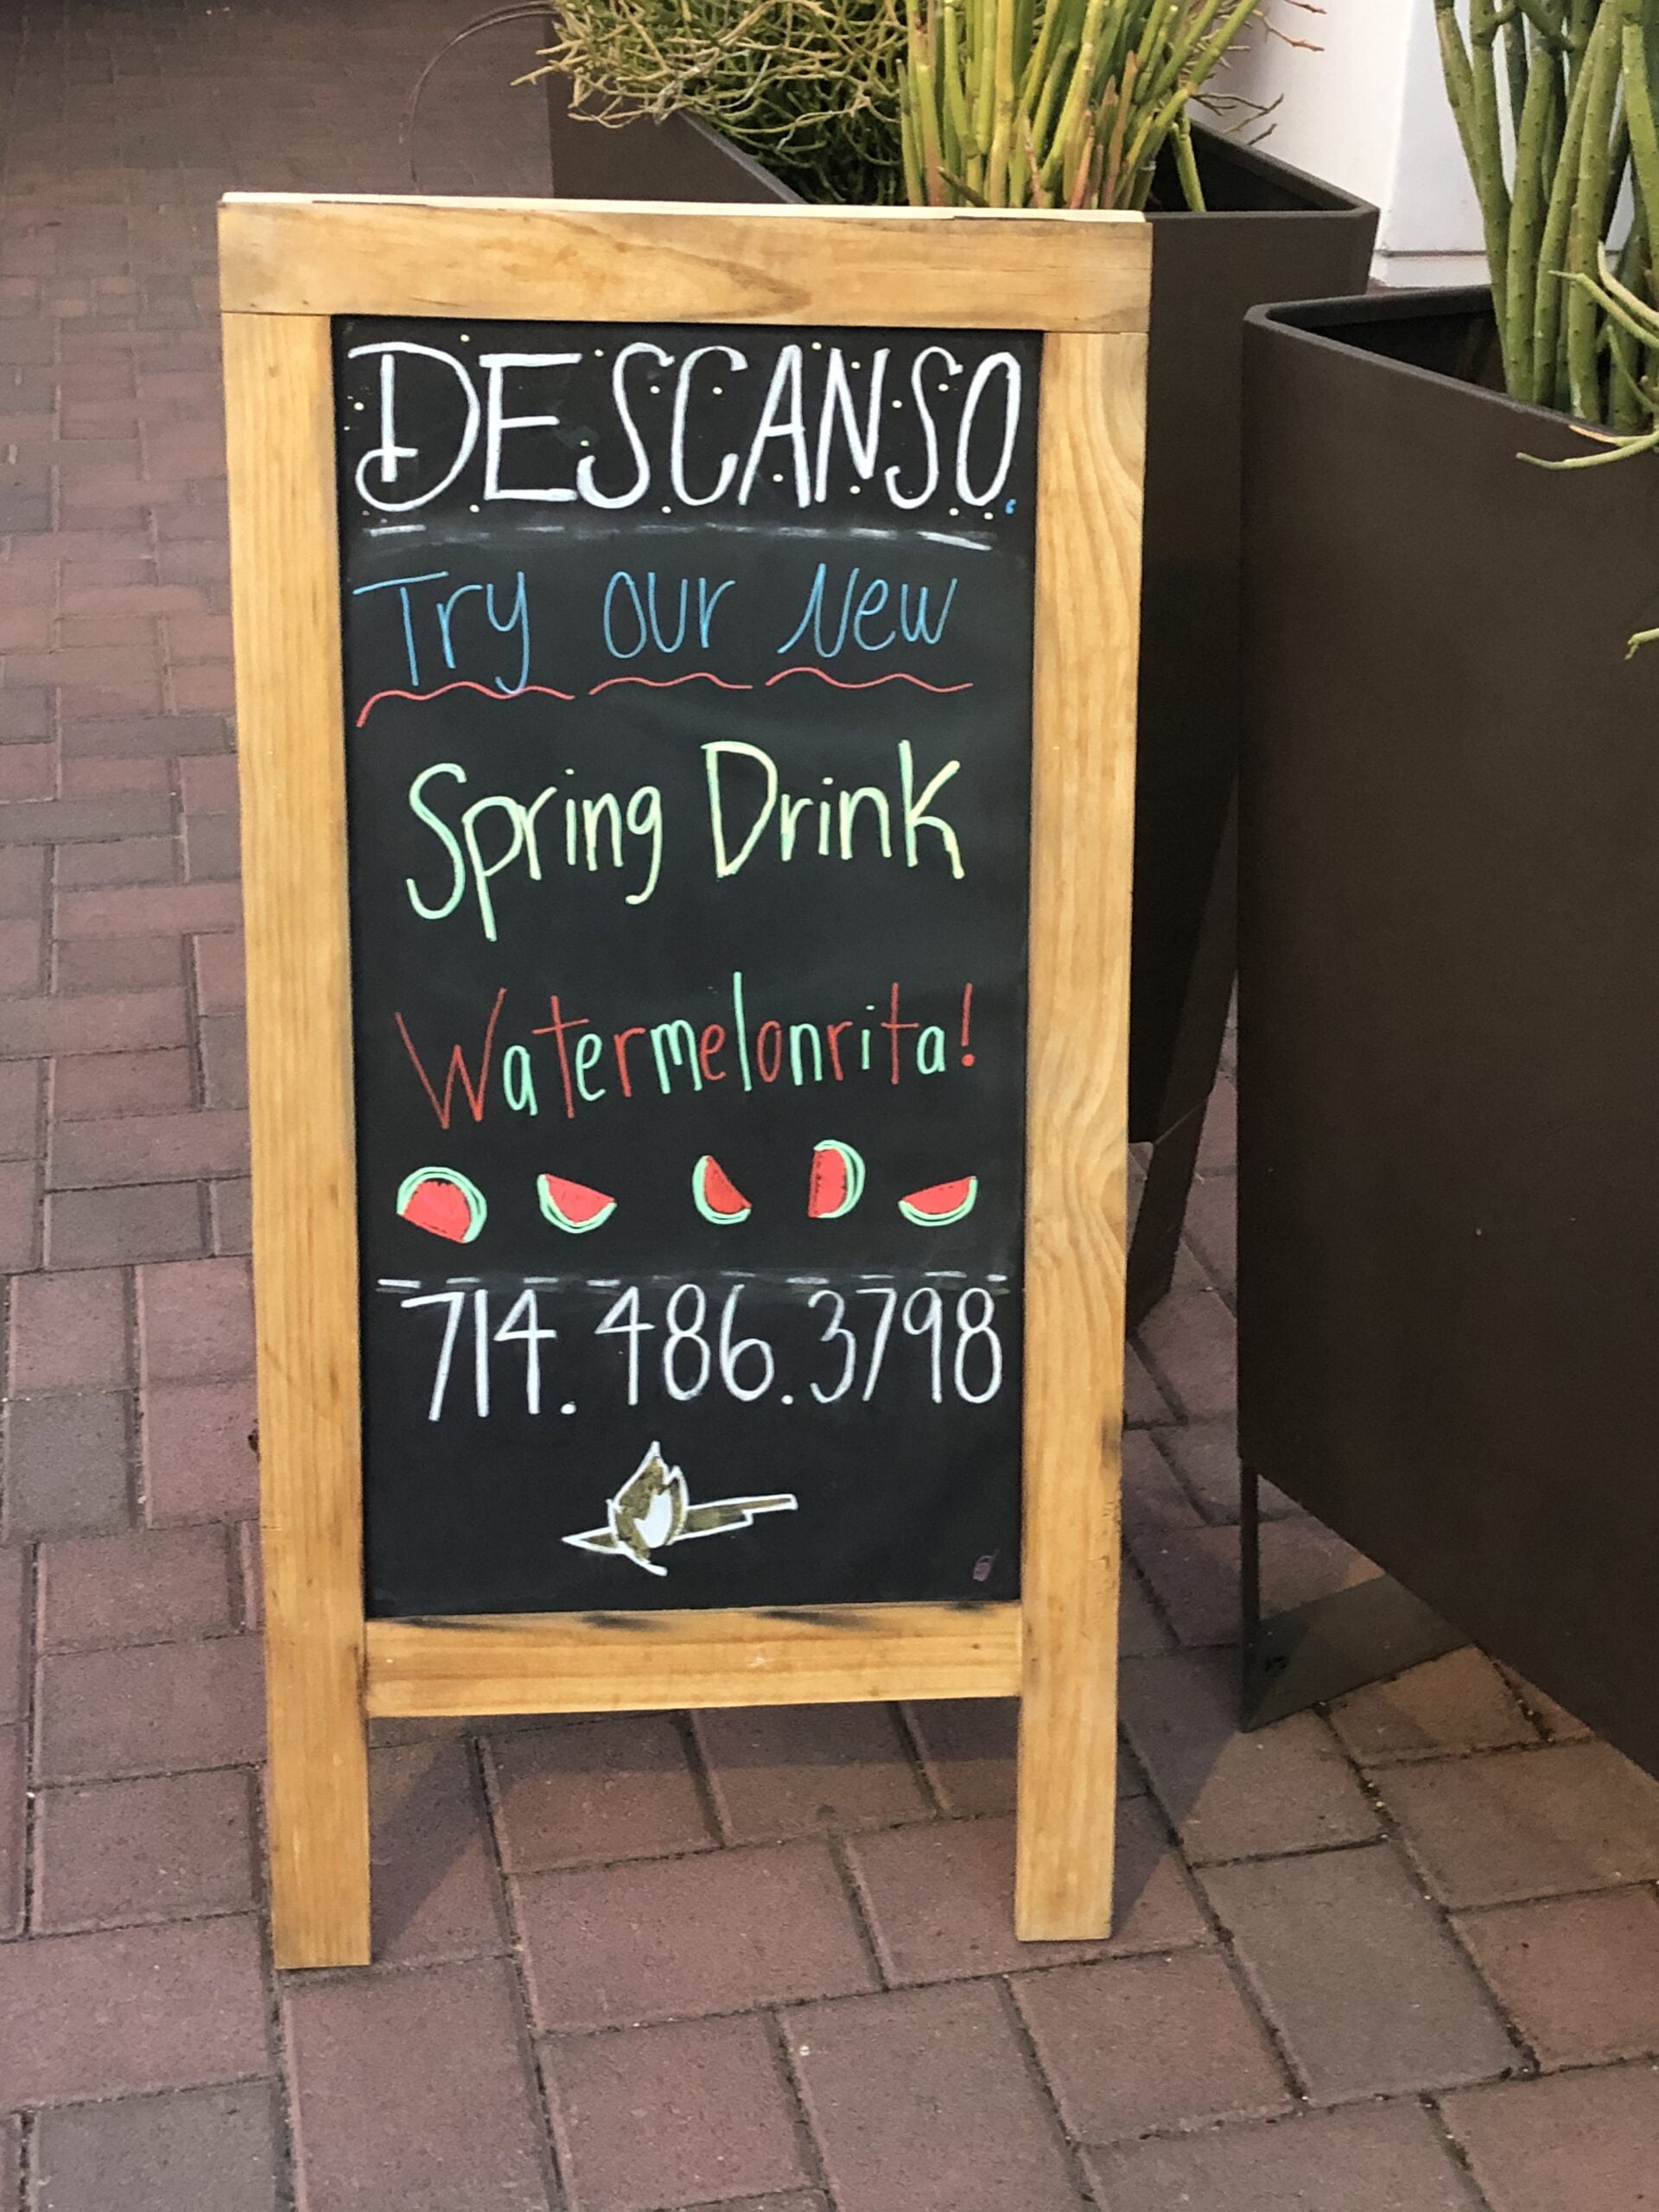 DESCANSO
Try our New
Spring Drink
Watermelonrita!
714.486.3798